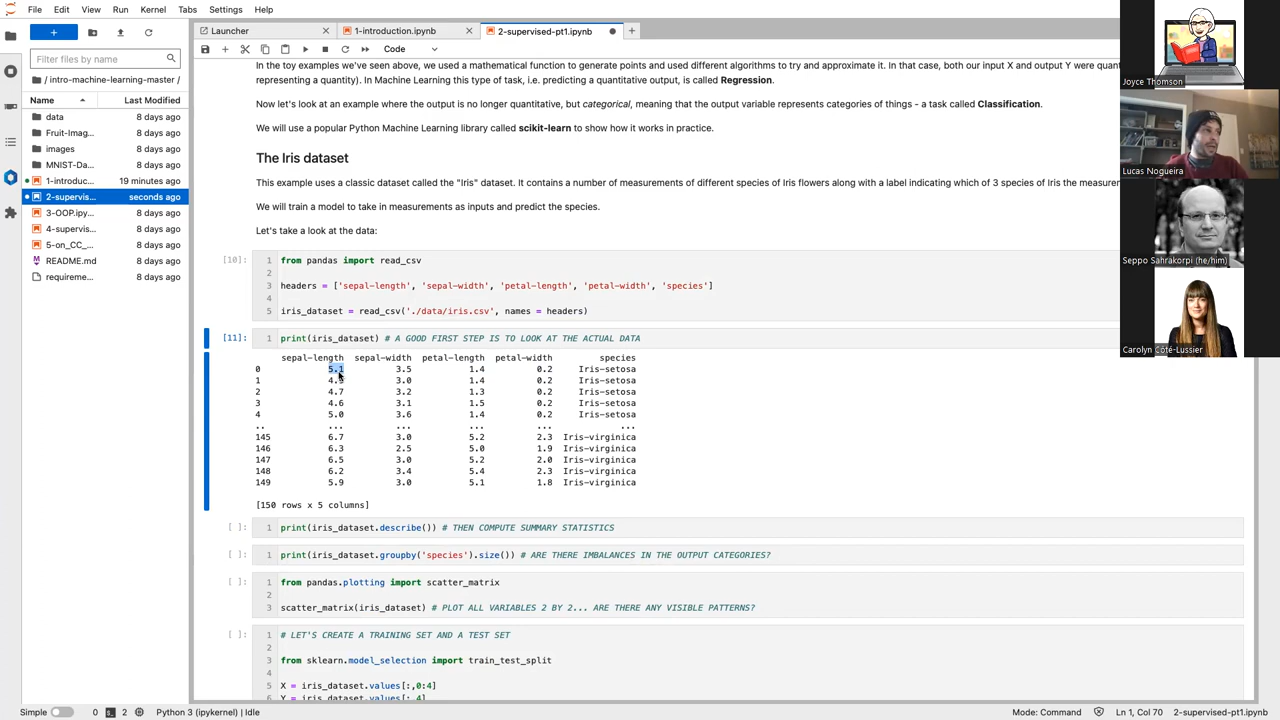 File Edit View Run Kernel Tabs Settings Help
Launcher
1-introduction.ipynb
2-supervised-pt1.ipynb
Code
Filter files by name
/ intro-machine-learning-master /
Name Last Modified
data 8 days ago
Fruit-Imag... 8 days ago
images 8 days ago
MNIST-Da... 8 days ago
1-introduc... 19 minutes ago
2-supervis... seconds ago
3-OOP.ipy... 8 days ago
4-supervis... 8 days ago
5-on_CC_... 8 days ago
README.md 8 days ago
requireme... 8 days ago
In the toy examples we've seen above, we used a mathematical function to generate points and used different algorithms to try and approximate it. In that case, both our input X and output Y were quant
representing a quantity). In Machine Learning this type of task, i.e. predicting a quantitative output, is called Regression.
Now let's look at an example where the output is no longer quantitative, but categorical, meaning that the output variable represents categories of things - a task called Classification.
We will use a popular Python Machine Learning library called scikit-learn to show how it works in practice.
The Iris dataset
This example uses a classic dataset called the "Iris" dataset. It contains a number of measurements of different species of Iris flowers along with a label indicating which of 3 species of Iris the measurem
We will train a model to take in measurements as inputs and predict the species.
Let's take a look at the data:
[10]: 1 from pandas import read_csv
2
3 headers = ['sepal-length', 'sepal-width', 'petal-length', 'petal-width', 'species']
4
5 iris_dataset = read_csv('./data/iris.csv', names = headers)
[11]: 1 print(iris_dataset) # A GOOD FIRST STEP IS TO LOOK AT THE ACTUAL DATA
sepal-length sepal-width petal-length petal-width species
0 5.1 3.5 1.4 0.2 Iris-setosa
1 4.9 3.0 1.4 0.2 Iris-setosa
2 4.7 3.2 1.3 0.2 Iris-setosa
3 4.6 3.1 1.5 0.2 Iris-setosa
4 5.0 3.6 1.4 0.2 Iris-setosa
.. ... ... ... ... ...
145 6.7 3.0 5.2 2.3 Iris-virginica
146 6.3 2.5 5.0 1.9 Iris-virginica
147 6.5 3.0 5.2 2.0 Iris-virginica
148 6.2 3.4 5.4 2.3 Iris-virginica
149 5.9 3.0 5.1 1.8 Iris-virginica
[150 rows x 5 columns]
[ ]: 1 print(iris_dataset.describe()) # THEN COMPUTE SUMMARY STATISTICS
[ ]: 1 print(iris_dataset.groupby('species').size()) # ARE THERE IMBALANCES IN THE OUTPUT CATEGORIES?
[ ]: 1 from pandas.plotting import scatter_matrix
2
3 scatter_matrix(iris_dataset) # PLOT ALL VARIABLES 2 BY 2... ARE THERE ANY VISIBLE PATTERNS?
[ ]: 1 # LET'S CREATE A TRAINING SET AND A TEST SET
2
3 from sklearn.model_selection import train_test_split
4
5 X = iris_dataset.values[:,0:4]
6 Y = iris_dataset.values[:,4]
Joyce Thomson
Lucas Nogueira
Seppo Sahrakorpi (he/him)
Carolyn Côté-Lussier
Simple 0 2 Python 3 (ipykernel) | Idle
Mode: Command Ln 1, Col 70 2-supervised-pt1.ipynb